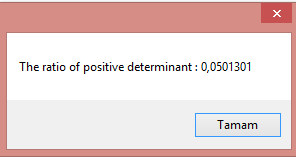 The ratio of positive determinant : 0,0501301
Tamam